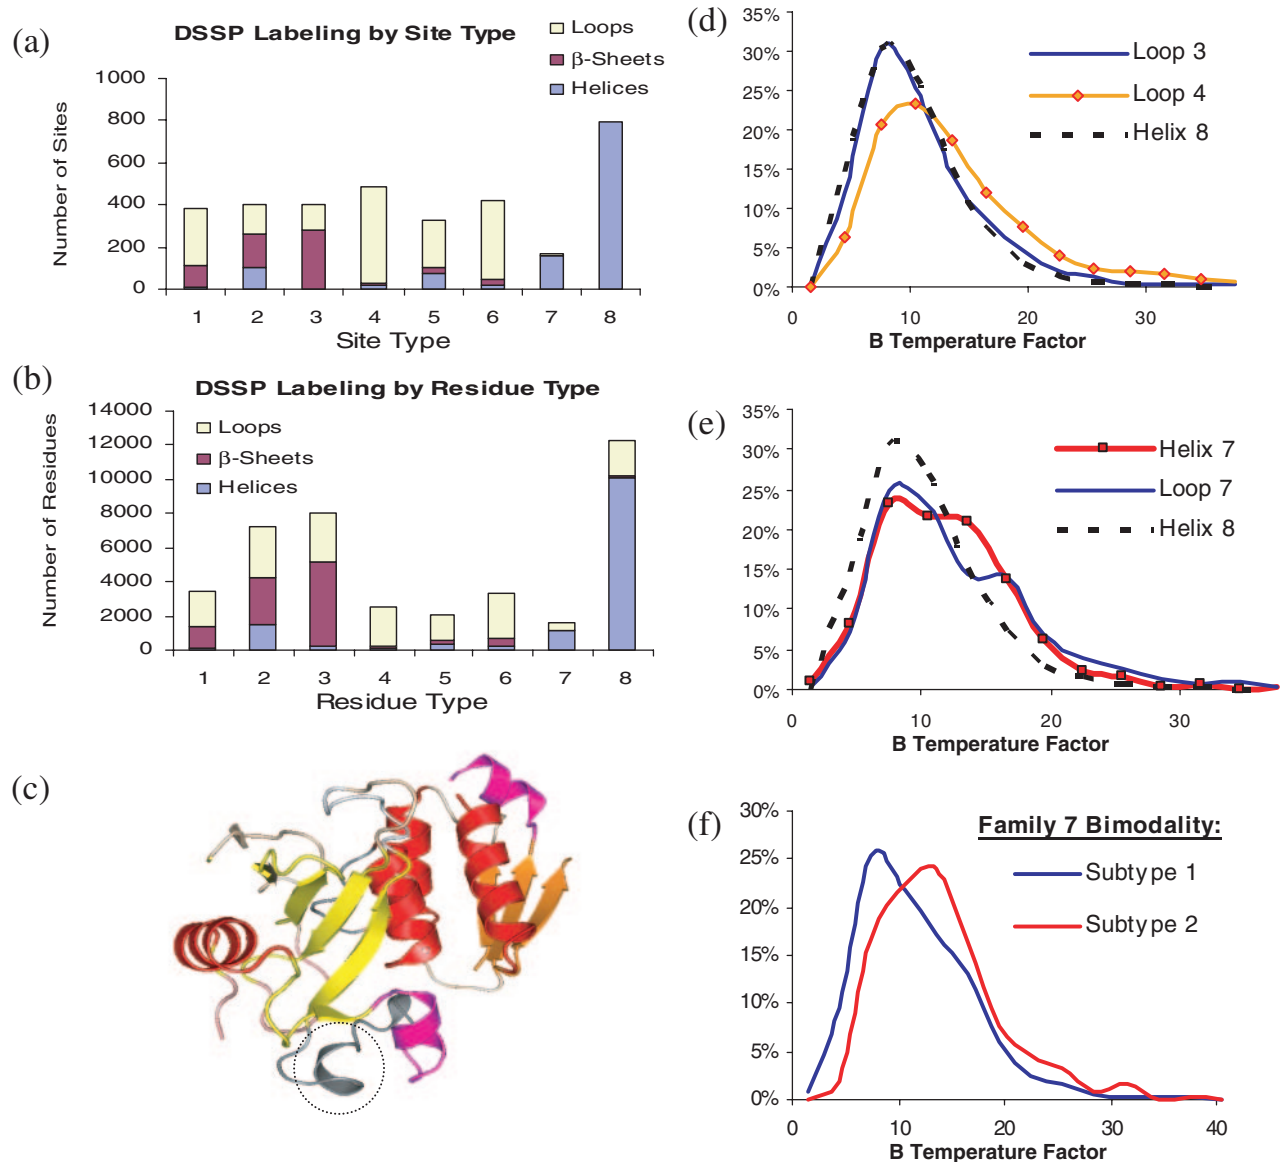 (a)
DSSP Labeling by Site Type
Loops
β-Sheets
Helices
Number of Sites
1000
800
600
400
200
0
1 2 3 4 5 6 7 8
Site Type
(b)
DSSP Labeling by Residue Type
Loops
β-Sheets
Helices
Number of Residues
14000
12000
10000
8000
6000
4000
2000
0
1 2 3 4 5 6 7 8
Residue Type
(c)
(d)
35%
30%
25%
20%
15%
10%
5%
0%
Loop 3
Loop 4
Helix 8
0 10 20 30
B Temperature Factor
(e)
35%
30%
25%
20%
15%
10%
5%
0%
Helix 7
Loop 7
Helix 8
0 10 20 30
B Temperature Factor
(f)
30%
25%
20%
15%
10%
5%
0%
Family 7 Bimodality:
Subtype 1
Subtype 2
0 10 20 30 40
B Temperature Factor